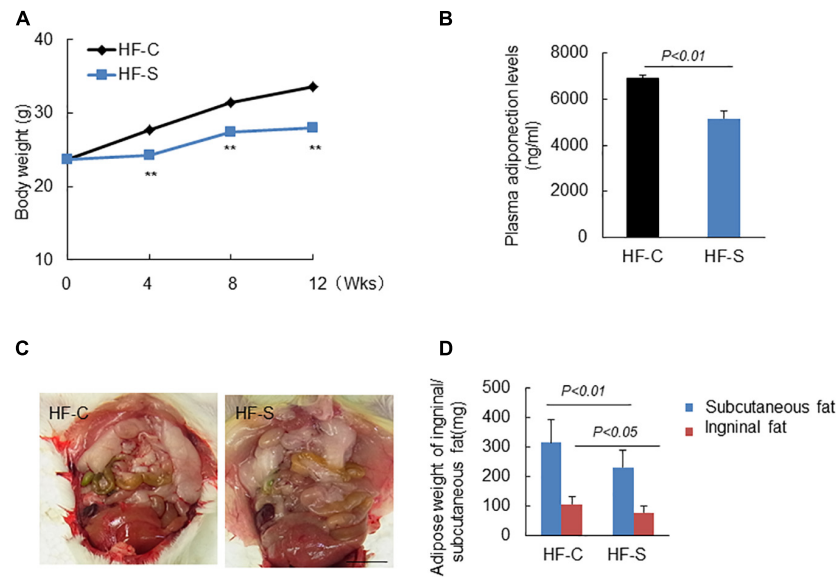 A
40
30
20
10
Body weight (g)
HF-C
HF-S
**
**
**
0 4 8 12 (Wks)
B
8000
6000
4000
2000
0
Plasma adiponection levels
(ng/ml)
P<0.01
HF-C HF-S
C
HF-C
HF-S
D
500
400
300
200
100
0
Adipose weight of ingninal/
subcutaneous fat(mg)
P<0.01
P<0.05
HF-C HF-S
Subcutaneous fat
Ingninal fat